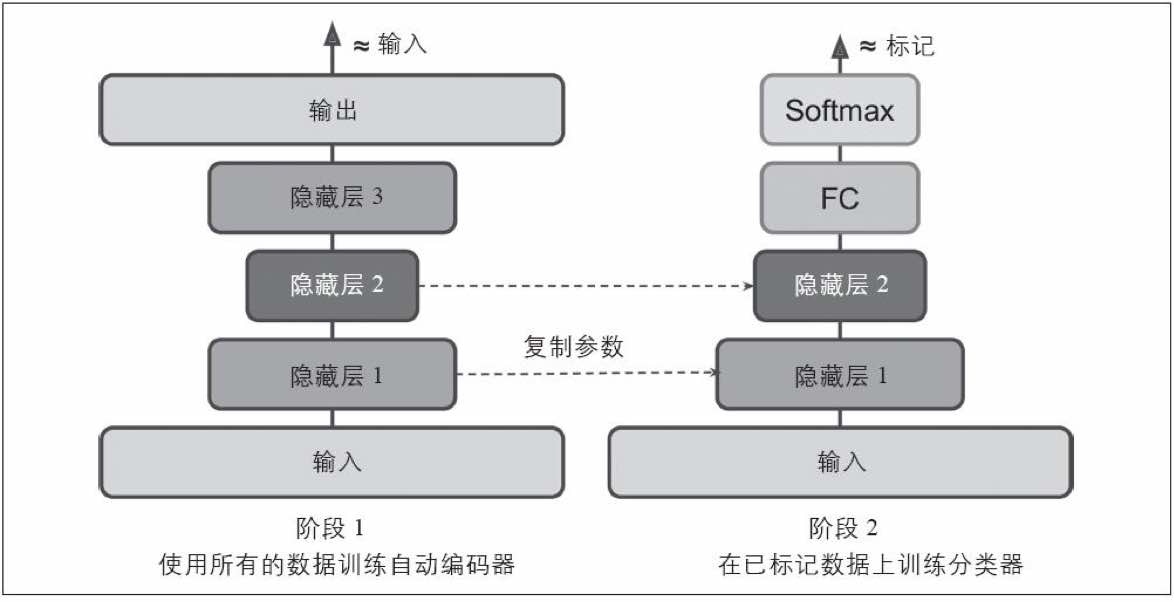 ≈ 输入
输出
隐藏层 3
隐藏层 2
隐藏层 1
输入
阶段 1
使用所有的数据训练自动编码器
复制参数
≈ 标记
Softmax
FC
隐藏层 2
隐藏层 1
输入
阶段 2
在已标记数据上训练分类器